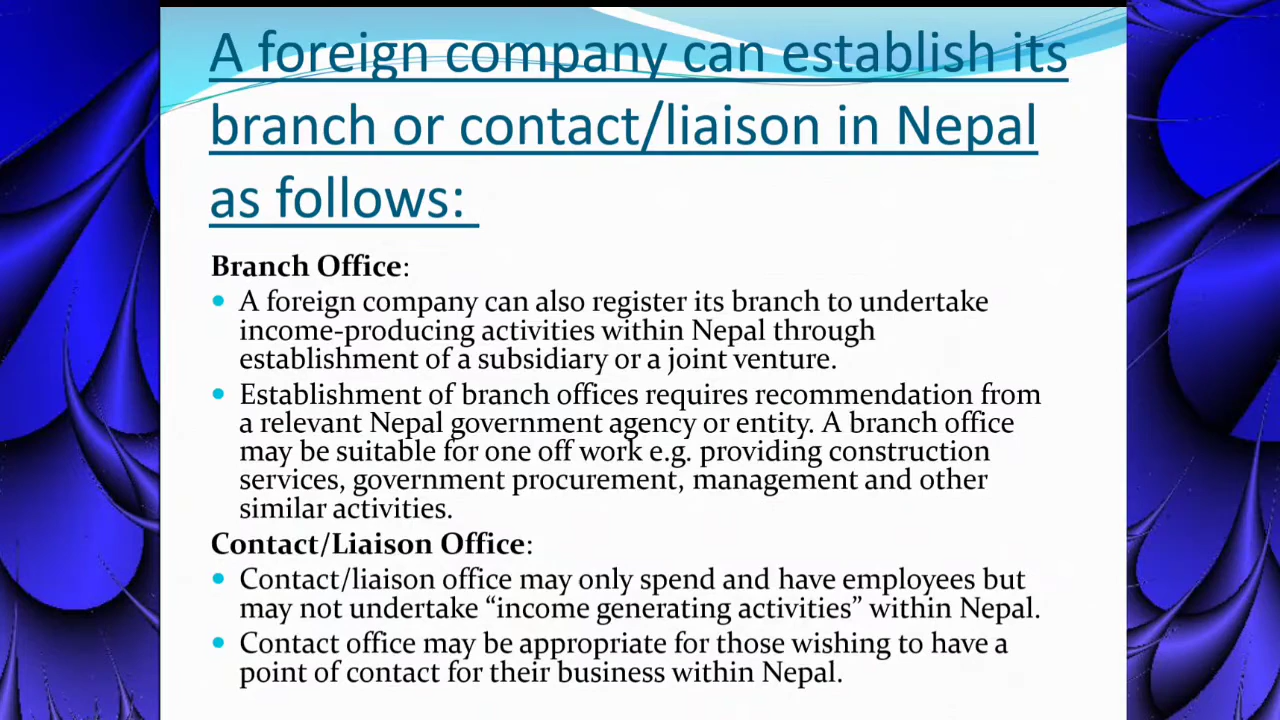 A foreign company can establish its
branch or contact/liaison in Nepal
as follows:
Branch Office:
• A foreign company can also register its branch to undertake
income-producing activities within Nepal through
establishment of a subsidiary or a joint venture.
• Establishment of branch offices requires recommendation from
a relevant Nepal government agency or entity. A branch office
may be suitable for one off work e.g. providing construction
services, government procurement, management and other
similar activities.
Contact/Liaison Office:
• Contact/liaison office may only spend and have employees but
may not undertake “income generating activities” within Nepal.
• Contact office may be appropriate for those wishing to have a
point of contact for their business within Nepal.